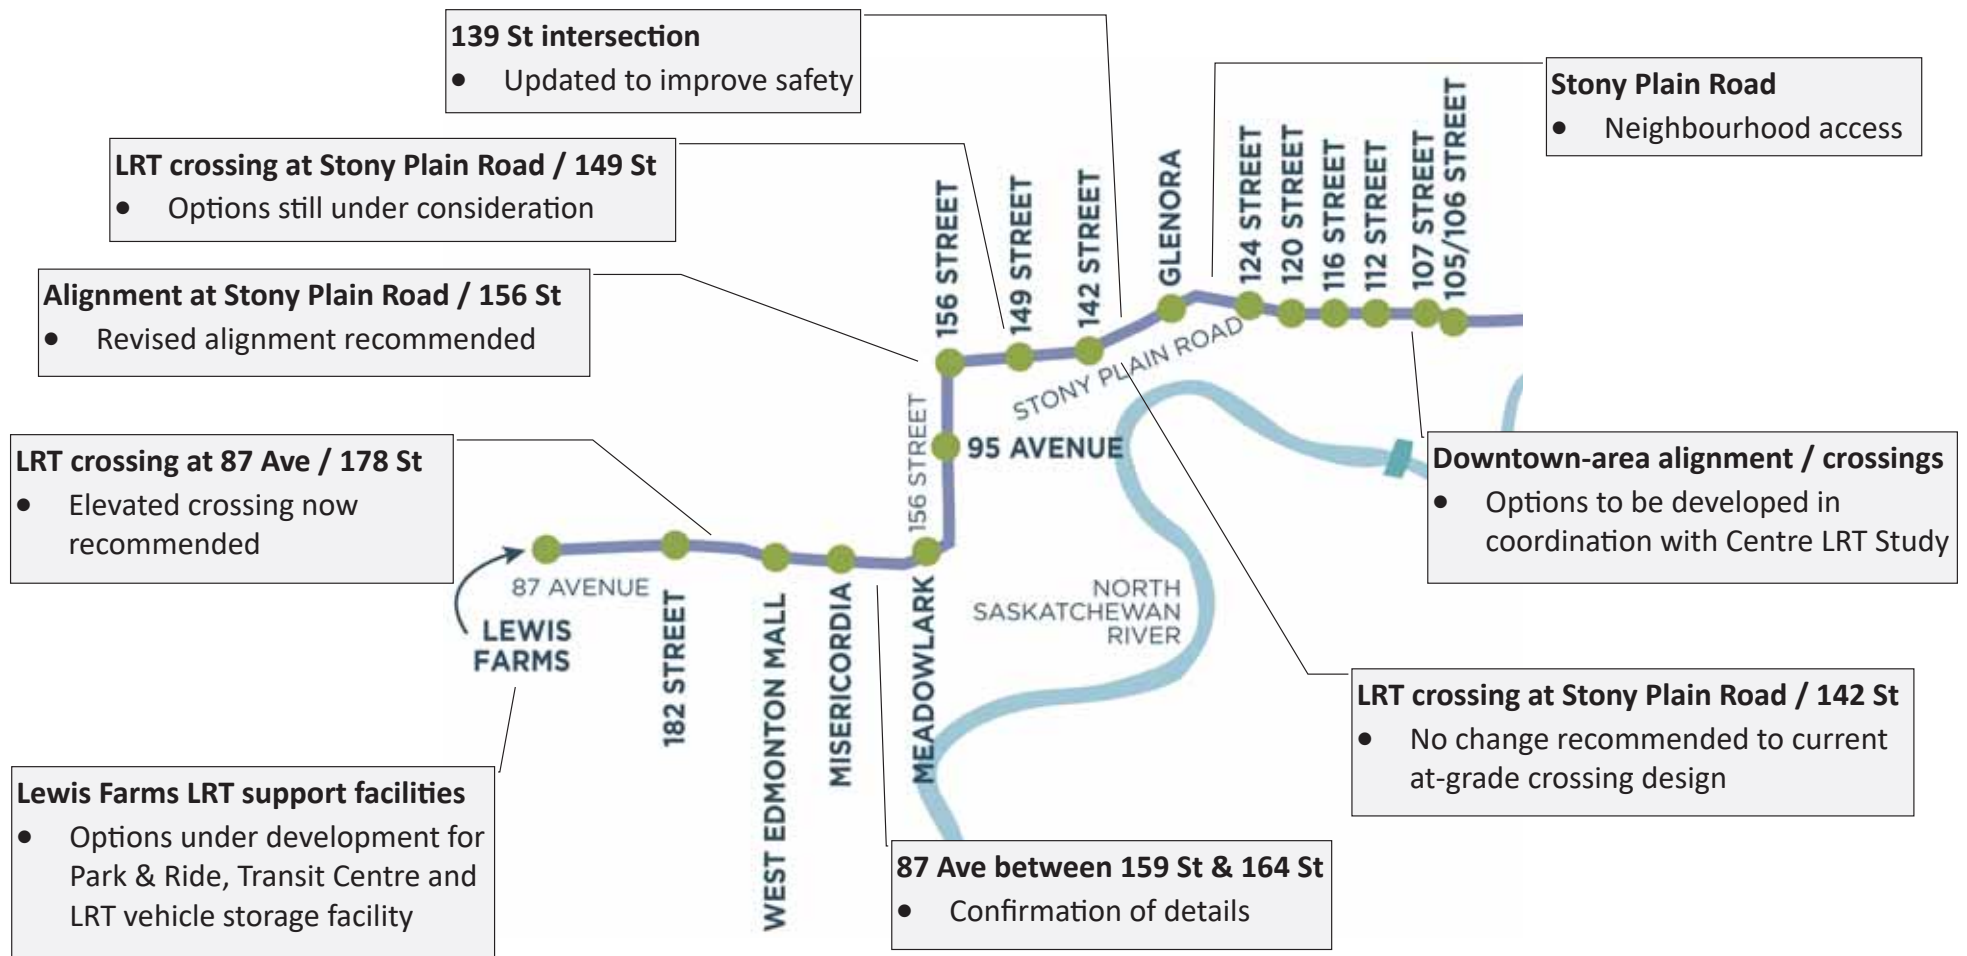 139 St intersection
• Updated to improve safety
Stony Plain Road
• Neighbourhood access
LRT crossing at Stony Plain Road / 149 St
• Options still under consideration
Alignment at Stony Plain Road / 156 St
• Revised alignment recommended
LRT crossing at 87 Ave / 178 St
• Elevated crossing now
recommended
Lewis Farms LRT support facilities
• Options under development for
Park & Ride, Transit Centre and
LRT vehicle storage facility
87 Ave between 159 St & 164 St
• Confirmation of details
LRT crossing at Stony Plain Road / 142 St
• No change recommended to current
at-grade crossing design
Downtown-area alignment / crossings
• Options to be developed in
coordination with Centre LRT Study
LEWIS
FARMS
87 AVENUE
182 STREET
WEST EDMONTON MALL
MISERICORDIA
MEADOWLARK
156 STREET
95 AVENUE
156 STREET
149 STREET
142 STREET
GLENORA
STONY PLAIN ROAD
124 STREET
120 STREET
116 STREET
112 STREET
107 STREET
105/106 STREET
NORTH
SASKATCHEWAN
RIVER